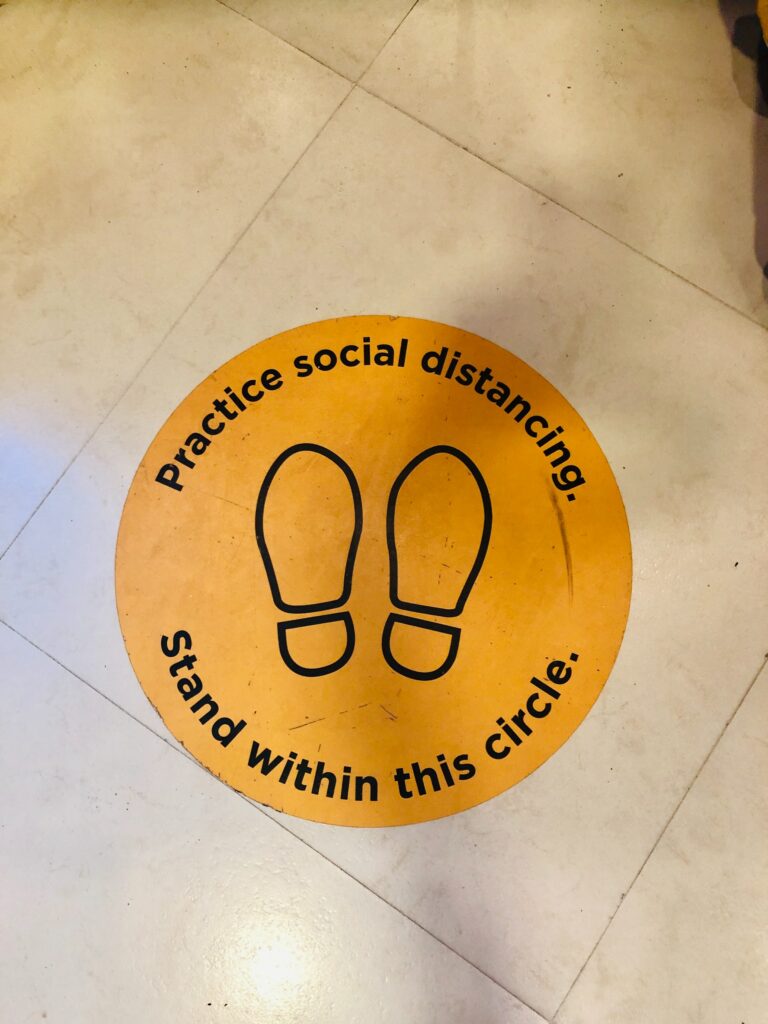 Practice social distancing.
Stand within this circle.